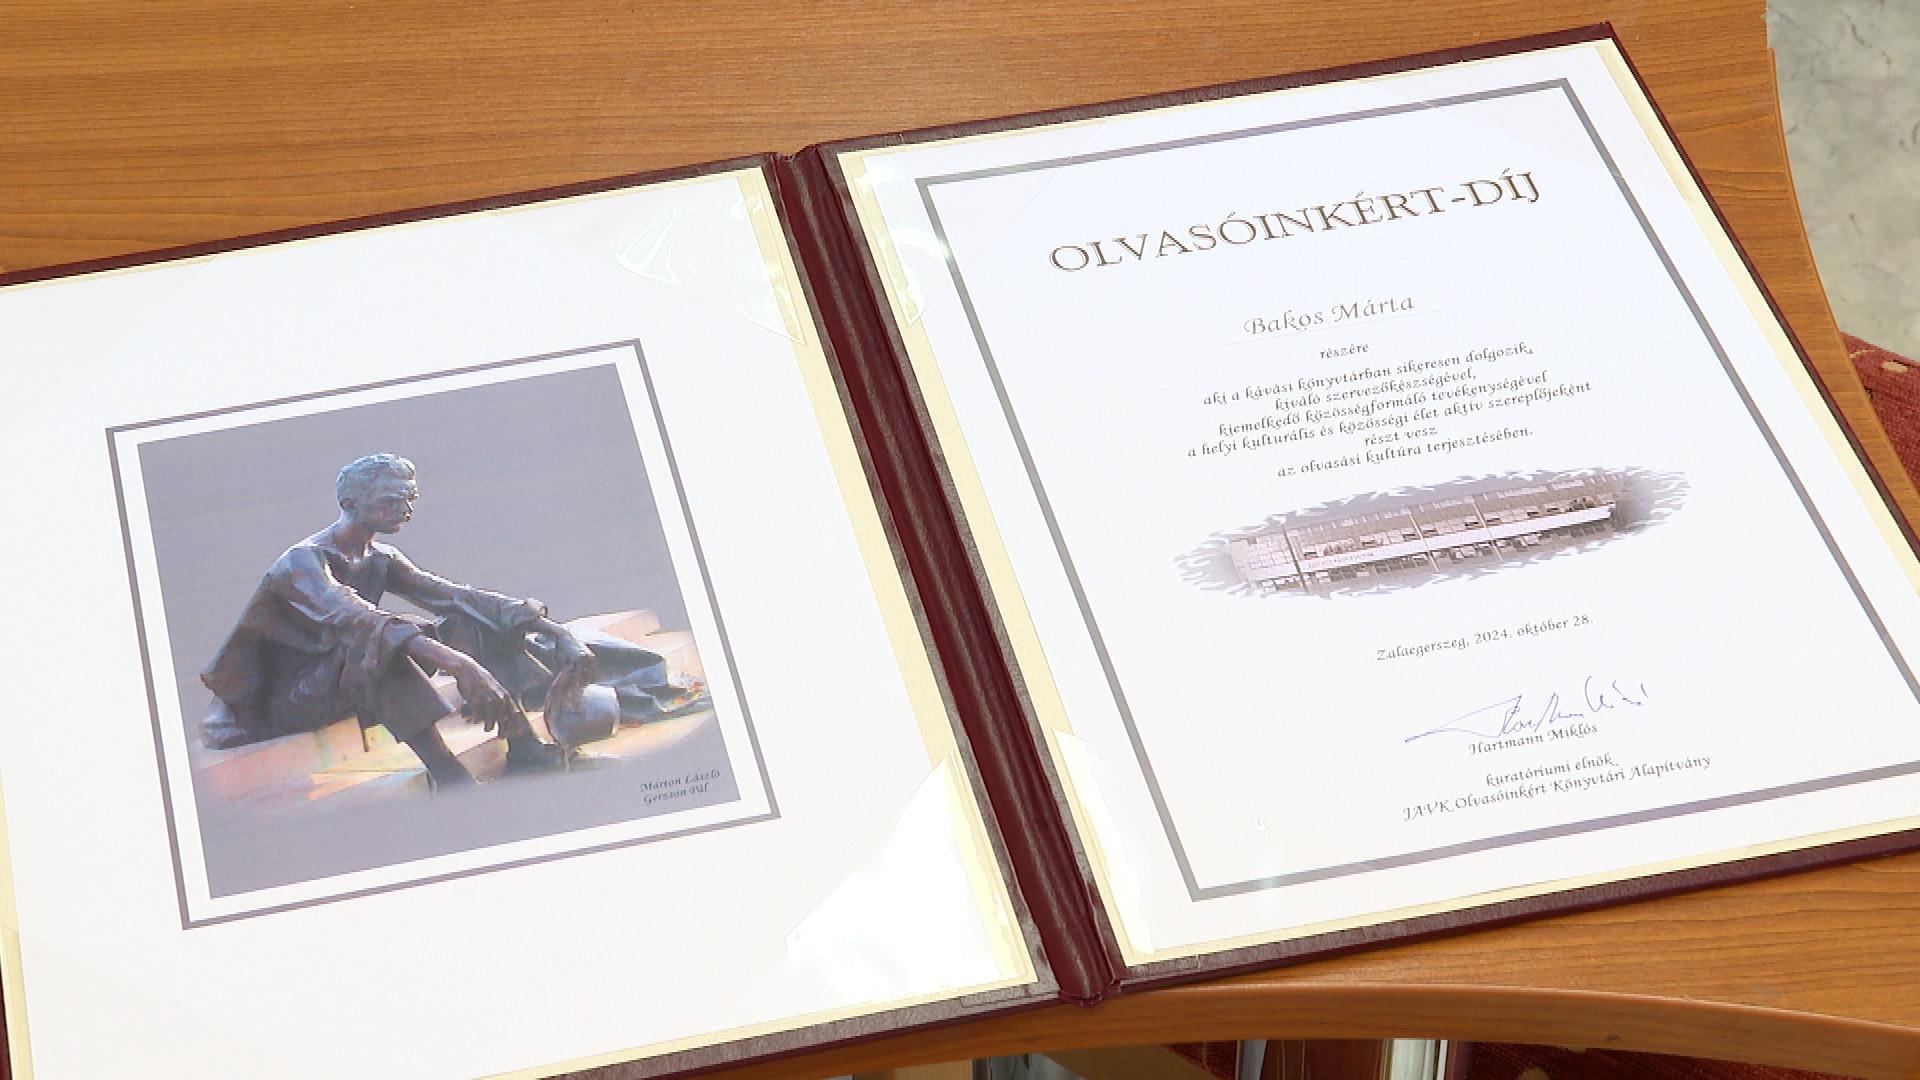 Márton László
Gerzson Pál
OLVASÓINKÉRT-DÍJ
Bakos Márta
részére
aki a kávási könyvtárban sikeresen dolgozik,
kiváló szervezőkészségével,
kiemelkedő közösségformáló tevékenységével
a helyi kulturális és közösségi élet aktív szereplőjeként
részt vesz
az olvasási kultúra terjesztésében.
Zalaegerszeg, 2024. október 28.
Hartmann Miklós
kuratóriumi elnök
JAVK Olvasóinkért Könyvtári Alapítvány